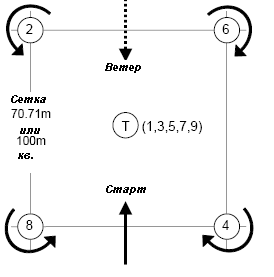 2
6
Ветер
Сетка
70.71m
или
100m
кв.
T (1,3,5,7,9)
Старт
8
4